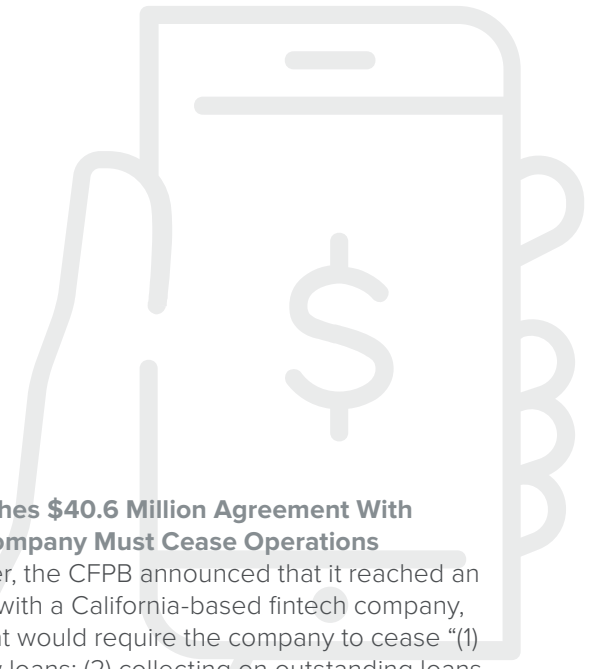 hes $40.6 Million Agreement With
ompany Must Cease Operations
er, the CFPB announced that it reached an
with a California-based fintech company,
t would require the company to cease “(1)
loans; (2) collecting on outstanding loans
$